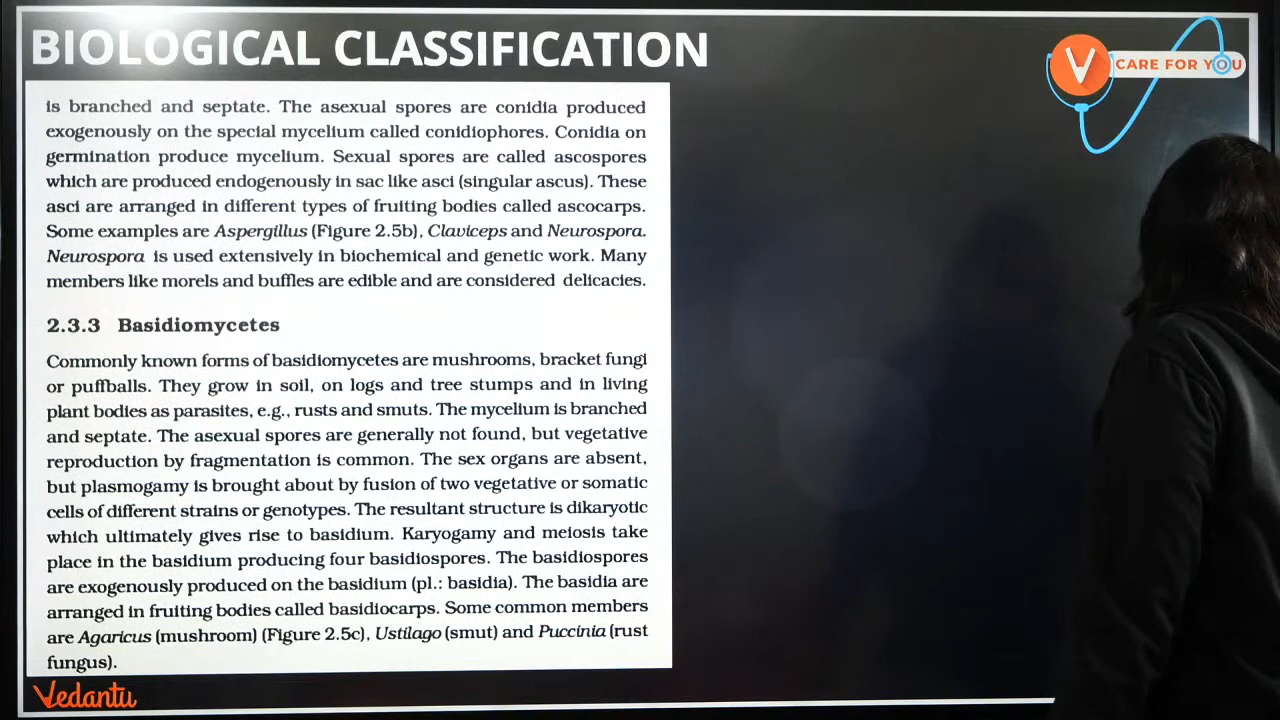 BIOLOGICAL CLASSIFICATION
V CARE FOR YOU
is branched and septate. The asexual spores are conidia produced
exogenously on the special mycelium called conidiophores. Conidia on
germination produce mycelium. Sexual spores are called ascospores
which are produced endogenously in sac like asci (singular ascus). These
asci are arranged in different types of fruiting bodies called ascocarps.
Some examples are Aspergillus (Figure 2.5b), Claviceps and Neurospora.
Neurospora is used extensively in biochemical and genetic work. Many
members like morels and buffles are edible and are considered delicacies.
2.3.3 Basidiomycetes
Commonly known forms of basidiomycetes are mushrooms, bracket fungi
or puffballs. They grow in soil, on logs and tree stumps and in living
plant bodies as parasites, e.g., rusts and smuts. The mycelium is branched
and septate. The asexual spores are generally not found, but vegetative
reproduction by fragmentation is common. The sex organs are absent,
but plasmogamy is brought about by fusion of two vegetative or somatic
cells of different strains or genotypes. The resultant structure is dikaryotic
which ultimately gives rise to basidium. Karyogamy and meiosis take
place in the basidium producing four basidiospores. The basidiospores
are exogenously produced on the basidium (pl.: basidia). The basidia are
arranged in fruiting bodies called basidiocarps. Some common members
are Agaricus (mushroom) (Figure 2.5c), Ustilago (smut) and Puccinia (rust
fungus).
Vedantu